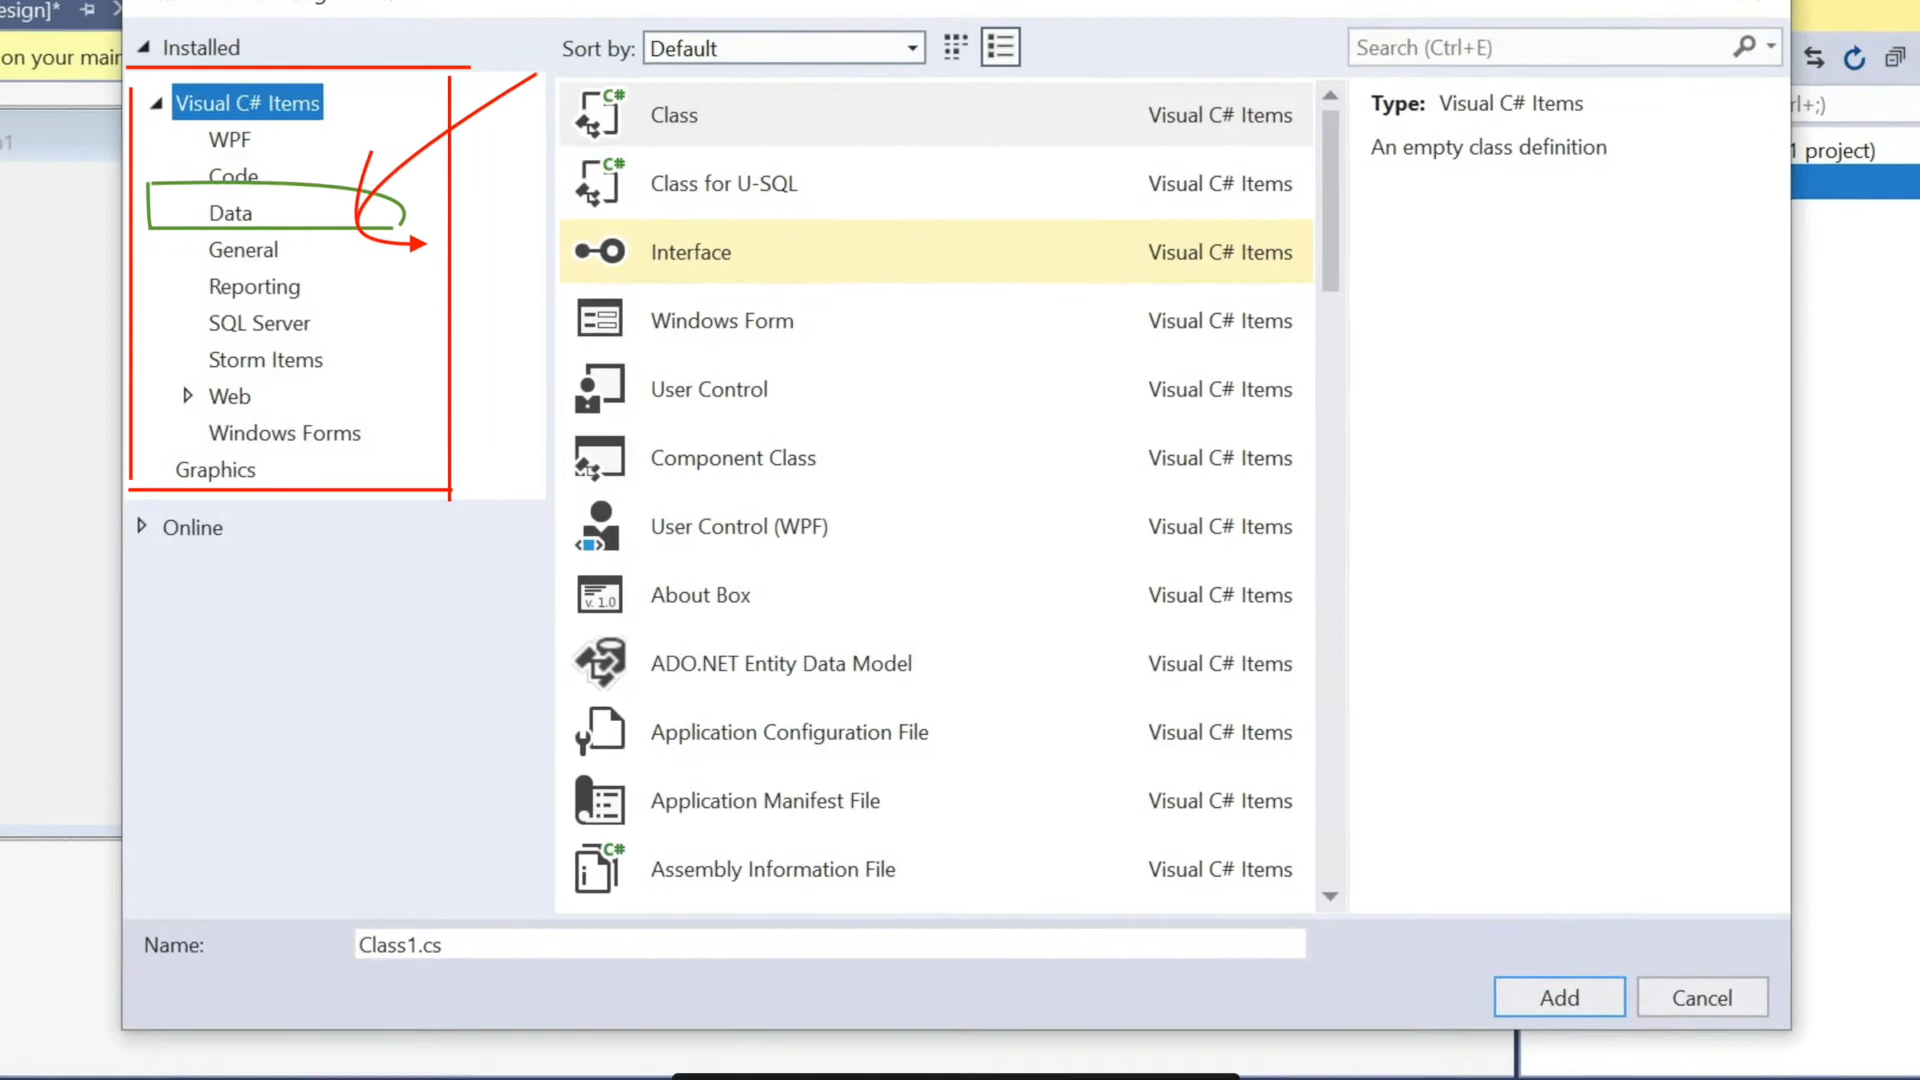 esign]*
on your main
Installed
Sort by: Default
Search (Ctrl+E)
Visual C# Items
WPF
Code
Data
General
Reporting
SQL Server
Storm Items
Web
Windows Forms
Graphics
Online
Class Visual C# Items
Class for U-SQL Visual C# Items
Interface Visual C# Items
Windows Form Visual C# Items
User Control Visual C# Items
Component Class Visual C# Items
User Control (WPF) Visual C# Items
About Box Visual C# Items
v. 1.0
ADO.NET Entity Data Model Visual C# Items
Application Configuration File Visual C# Items
Application Manifest File Visual C# Items
Assembly Information File Visual C# Items
Type: Visual C# Items
An empty class definition
rl+;)
1 project)
Name: Class1.cs
Add Cancel